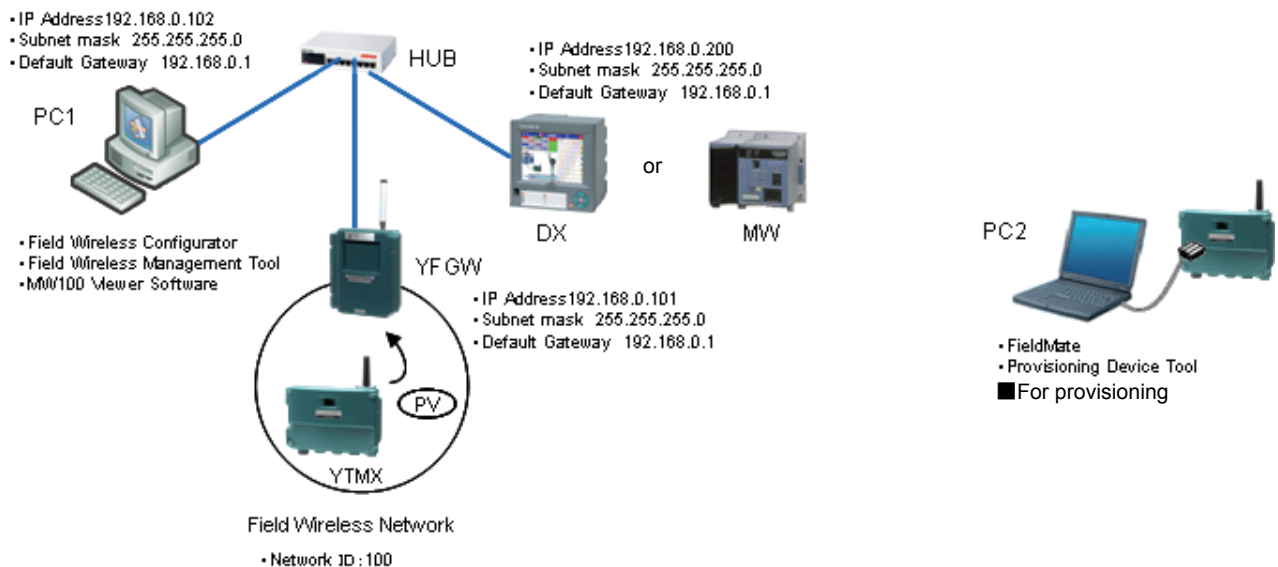 • IP Address192.168.0.102
• Subnet mask 255.255.255.0
• Default Gateway 192.168.0.1
PC1
HUB
• IP Address192.168.0.200
• Subnet mask 255.255.255.0
• Default Gateway 192.168.0.1
or
DX
MW
• Field Wireless Configurator
• Field Wireless Management Tool
• MW100 Viewer Software
YFGW
• IP Address192.168.0.101
• Subnet mask 255.255.255.0
• Default Gateway 192.168.0.1
PV
YTMX
Field Wireless Network
• Network ID : 100
PC2
• FieldMate
• Provisioning Device Tool
■For provisioning